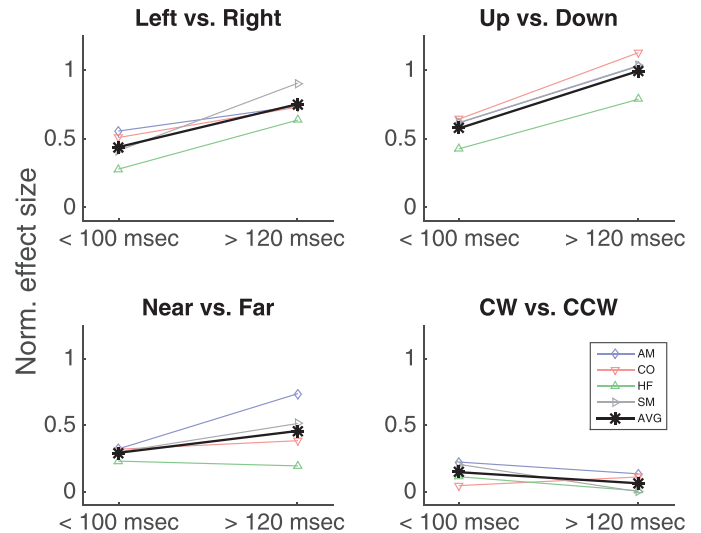 Left vs. Right
Up vs. Down
Norm. effect size
1
0.5
0
< 100 msec
> 120 msec
1
0.5
0
< 100 msec
> 120 msec
Near vs. Far
CW vs. CCW
1
0.5
0
< 100 msec
> 120 msec
1
0.5
0
< 100 msec
> 120 msec
AM
CO
HF
SM
AVG